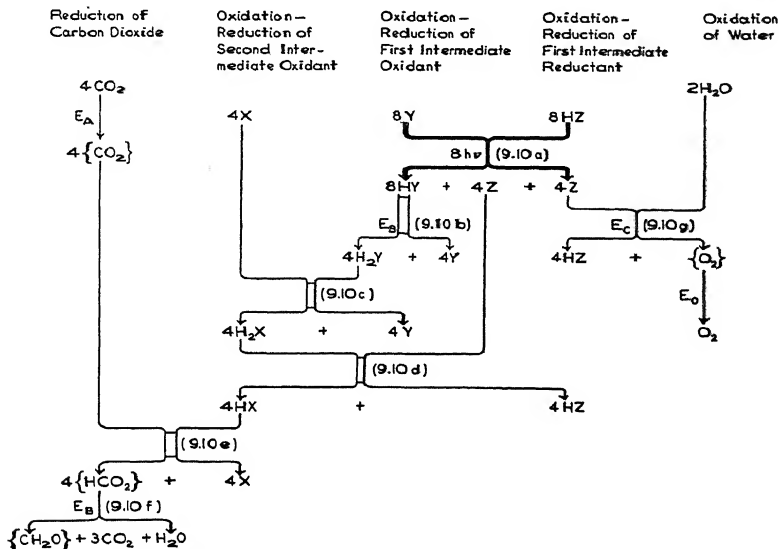 Reduction of
Carbon Dioxide
Oxidation—
Reduction of
Second Inter-
mediate Oxidant
Oxidation—
Reduction of
First Intermediate
Oxidant
Oxidation—
Reduction of
First Intermediate
Reductant
Oxidation
of Water
4CO₂
4X
8Y
8HZ
2H₂O
E_A
8hν (9.10a)
4{CO₂}
8HY + 4Z + 4Z
(9.10b)
E_C (9.10g)
4H₂Y + 4Y
4HZ + {O₂}
(9.10c)
E_O
4H₂X + 4Y
O₂
(9.10d)
4HX + 4HZ
(9.10e)
4{HCO₂} + 4X
E_B (9.10f)
{CH₂O} + 3CO₂ + H₂O